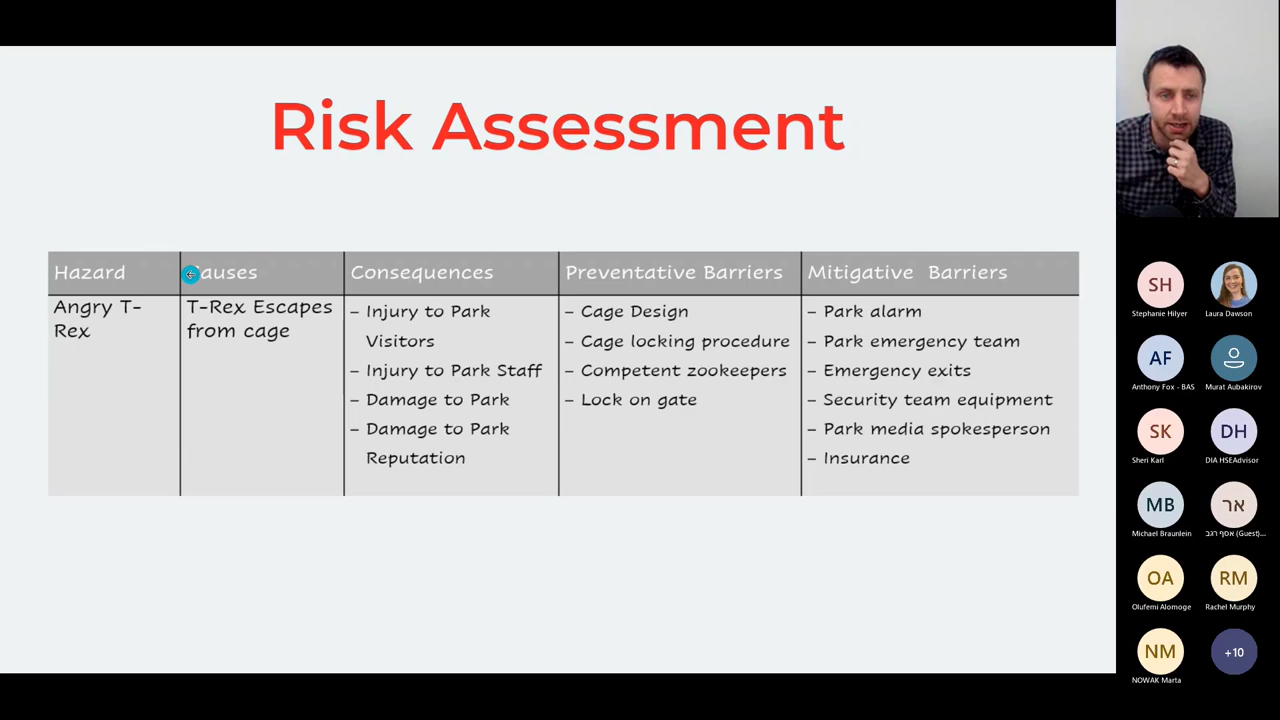 Risk Assessment
Hazard
auses
Consequences
Preventative Barriers
Mitigative Barriers
Angry T-
Rex
T-Rex Escapes
from cage
– Injury to Park
Visitors
– Injury to Park Staff
– Damage to Park
– Damage to Park
Reputation
– Cage Design
– Cage locking procedure
– Competent zookeepers
– Lock on gate
– Park alarm
– Park emergency team
– Emergency exits
– Security team equipment
– Park media spokesperson
– Insurance
SH
Stephanie Hilyer
Laura Dawson
AF
Anthony Fox - BAS
Murat Aubakirov
SK
Sheri Karl
DH
DIA HSEAdvisor
MB
Michael Braunlein
אר
אסף רגב (Guest)...
OA
Olufemi Alomoge
RM
Rachel Murphy
NM
NOWAK Marta
+10